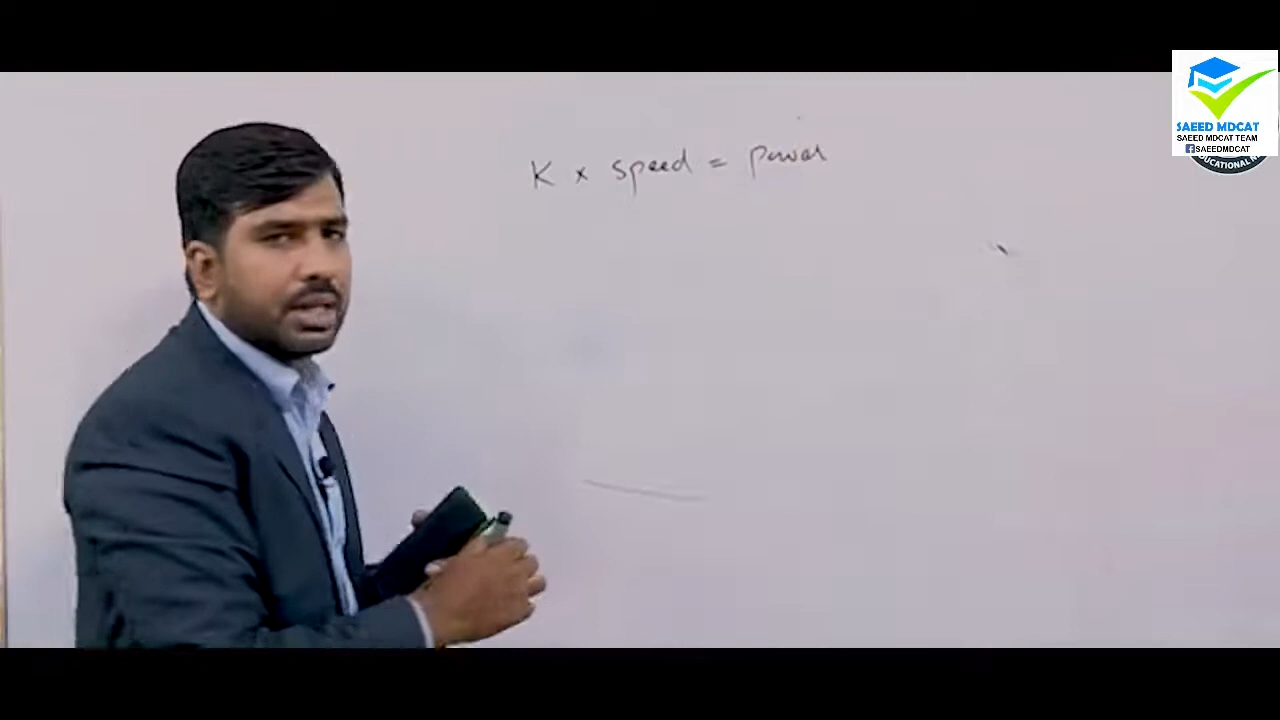 K × speed = power
SAEED MDCAT
SAEED MDCAT TEAM
SAEEDMDCAT